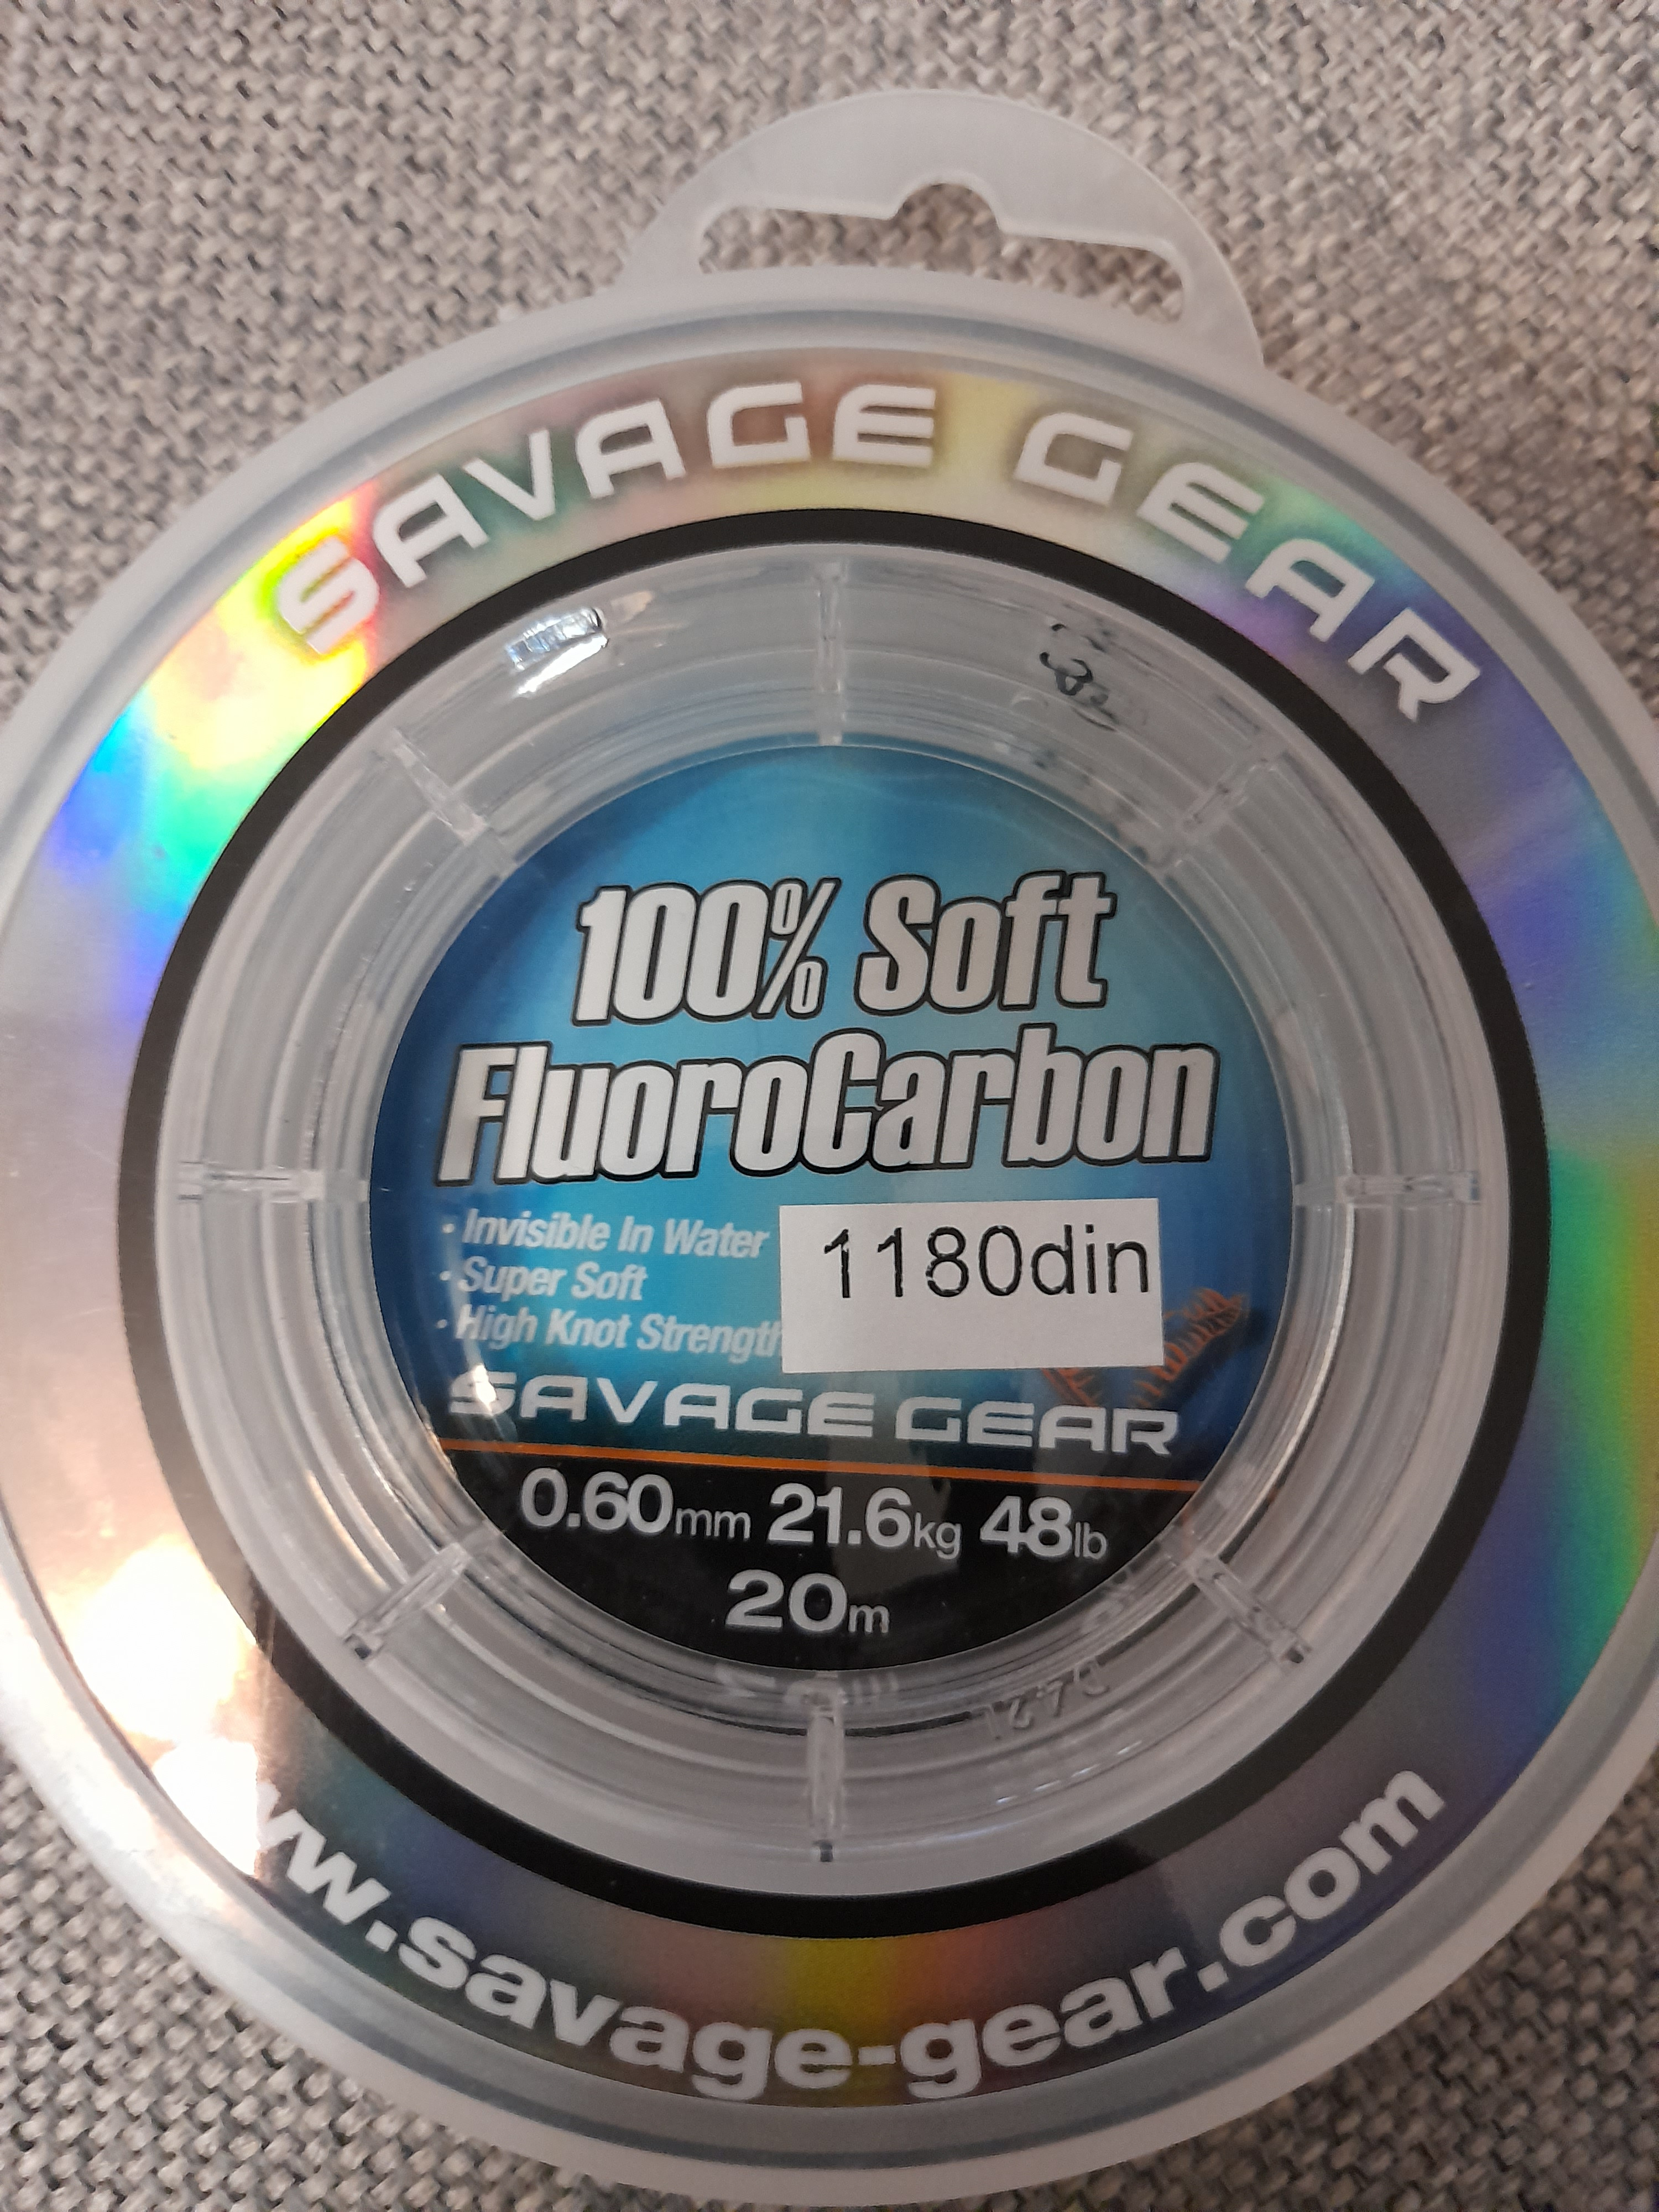 SAVAGE GEAR
100% Soft
FluoroCarbon
• Invisible In Water
• Super Soft
• High Knot Strength
1180din
SAVAGE GEAR
0.60mm 21.6kg 48lb
20m
w.savage-gear.com